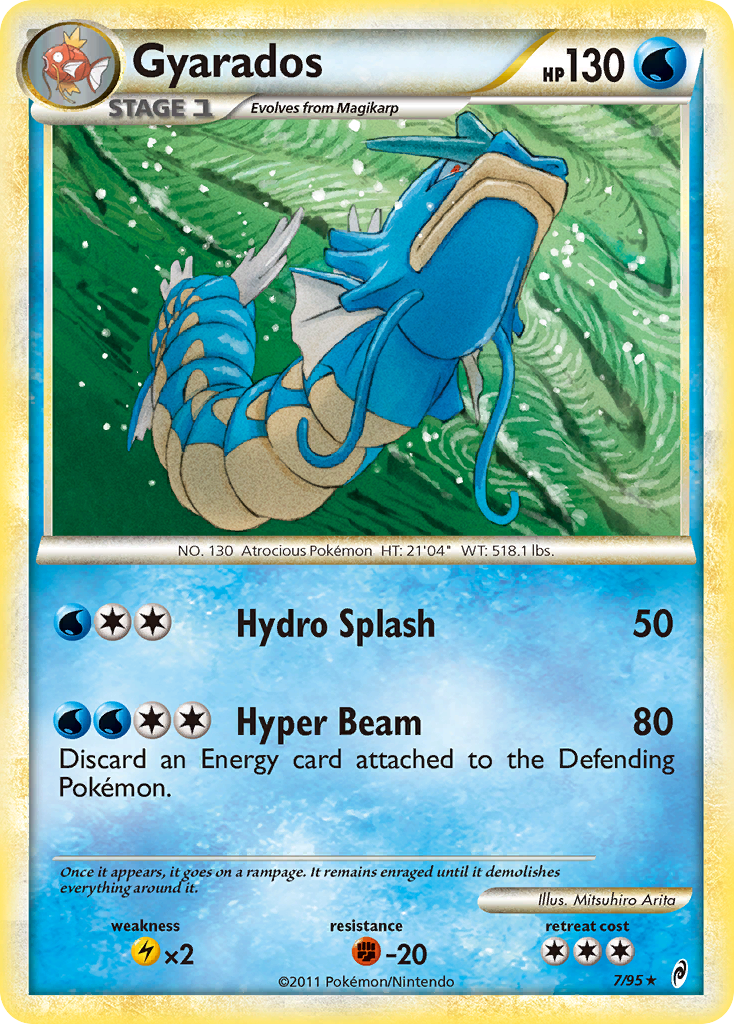 Gyarados HP130
STAGE 1 Evolves from Magikarp
NO. 130 Atrocious Pokémon HT: 21'04" WT: 518.1 lbs.
Hydro Splash 50
Hyper Beam 80
Discard an Energy card attached to the Defending
Pokémon.
Once it appears, it goes on a rampage. It remains enraged until it demolishes
everything around it.
Illus. Mitsuhiro Arita
weakness resistance retreat cost
×2 -20
©2011 Pokémon/Nintendo 7/95 ★